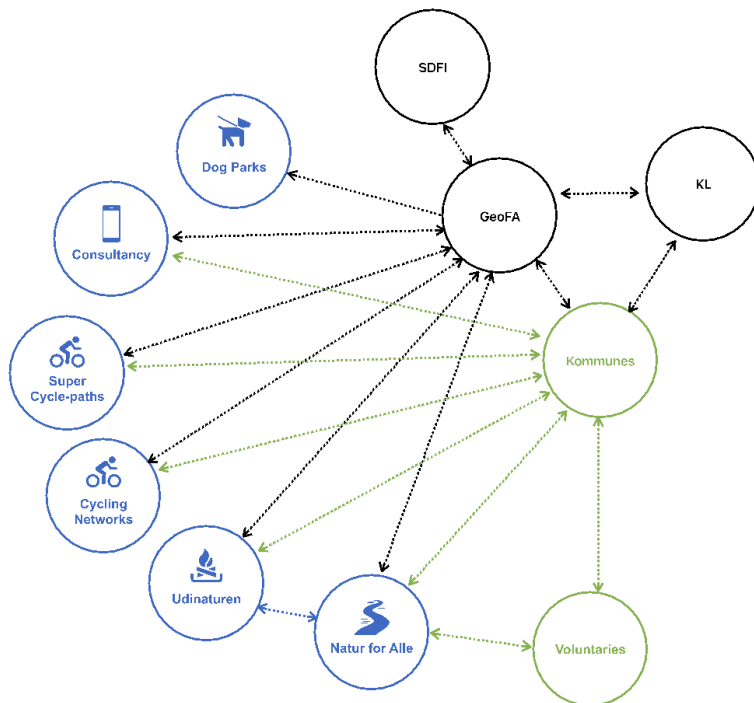 SDFI
Dog Parks
KL
GeoFA
Consultancy
Kommunes
Super
Cycle-paths
Cycling
Networks
Udinaturen
Natur for Alle
Voluntaries